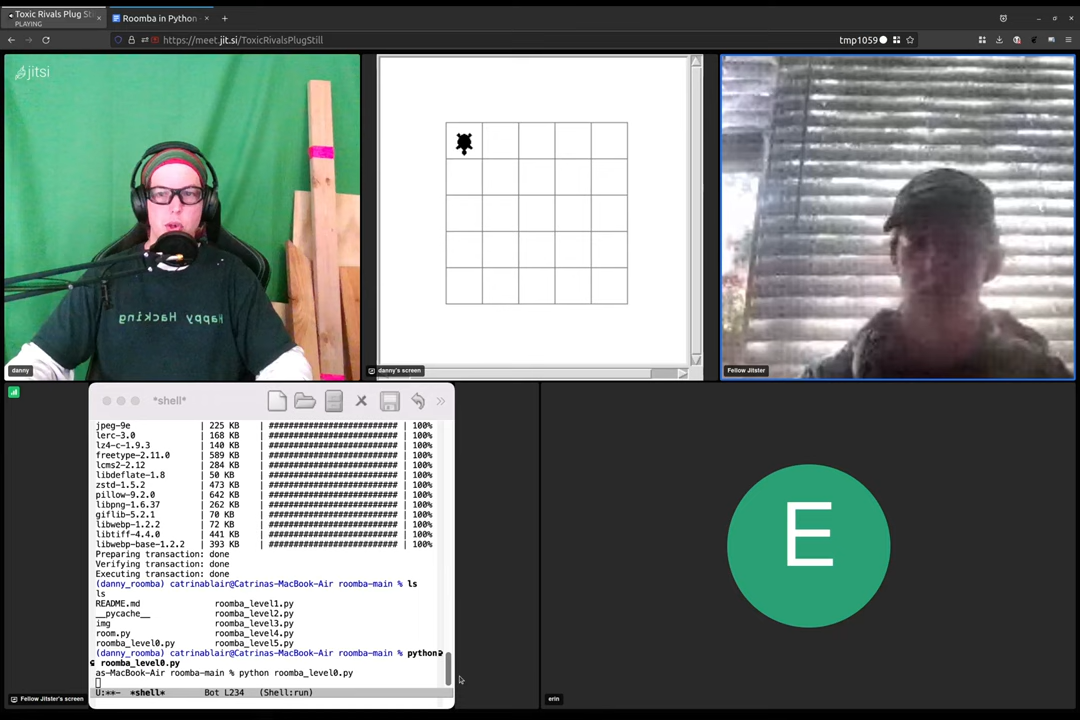 Toxic Rivals Plug Sti
PLAYING
Roomba in Python
https://meet.jit.si/ToxicRivalsPlugStill
tmp1059
jitsi
Happy Hacking
danny
danny's screen
Fellow Jitster
*shell*
jpeg-9e | 225 KB | ########################## | 100%
lerc-3.0 | 168 KB | ########################## | 100%
lz4-c-1.9.3 | 140 KB | ########################## | 100%
freetype-2.11.0 | 589 KB | ########################## | 100%
lcms2-2.12 | 284 KB | ########################## | 100%
libdeflate-1.8 | 50 KB | ########################## | 100%
zstd-1.5.2 | 473 KB | ########################## | 100%
pillow-9.2.0 | 642 KB | ########################## | 100%
libpng-1.6.37 | 262 KB | ########################## | 100%
giflib-5.2.1 | 70 KB | ########################## | 100%
libwebp-1.2.2 | 72 KB | ########################## | 100%
libtiff-4.4.0 | 441 KB | ########################## | 100%
libwebp-base-1.2.2 | 393 KB | ########################## | 100%
Preparing transaction: done
Verifying transaction: done
Executing transaction: done
(danny_roomba) catrinablair@Catrinas-MacBook-Air roomba-main % ls
ls
README.md roomba_level1.py
__pycache__ roomba_level2.py
img roomba_level3.py
room.py roomba_level4.py
roomba_level0.py roomba_level5.py
(danny_roomba) catrinablair@Catrinas-MacBook-Air roomba-main % python
roomba_level0.py
as-MacBook-Air roomba-main % python roomba_level0.py
U:**- *shell* Bot L234 (Shell:run)
Fellow Jitster's screen
E
erin